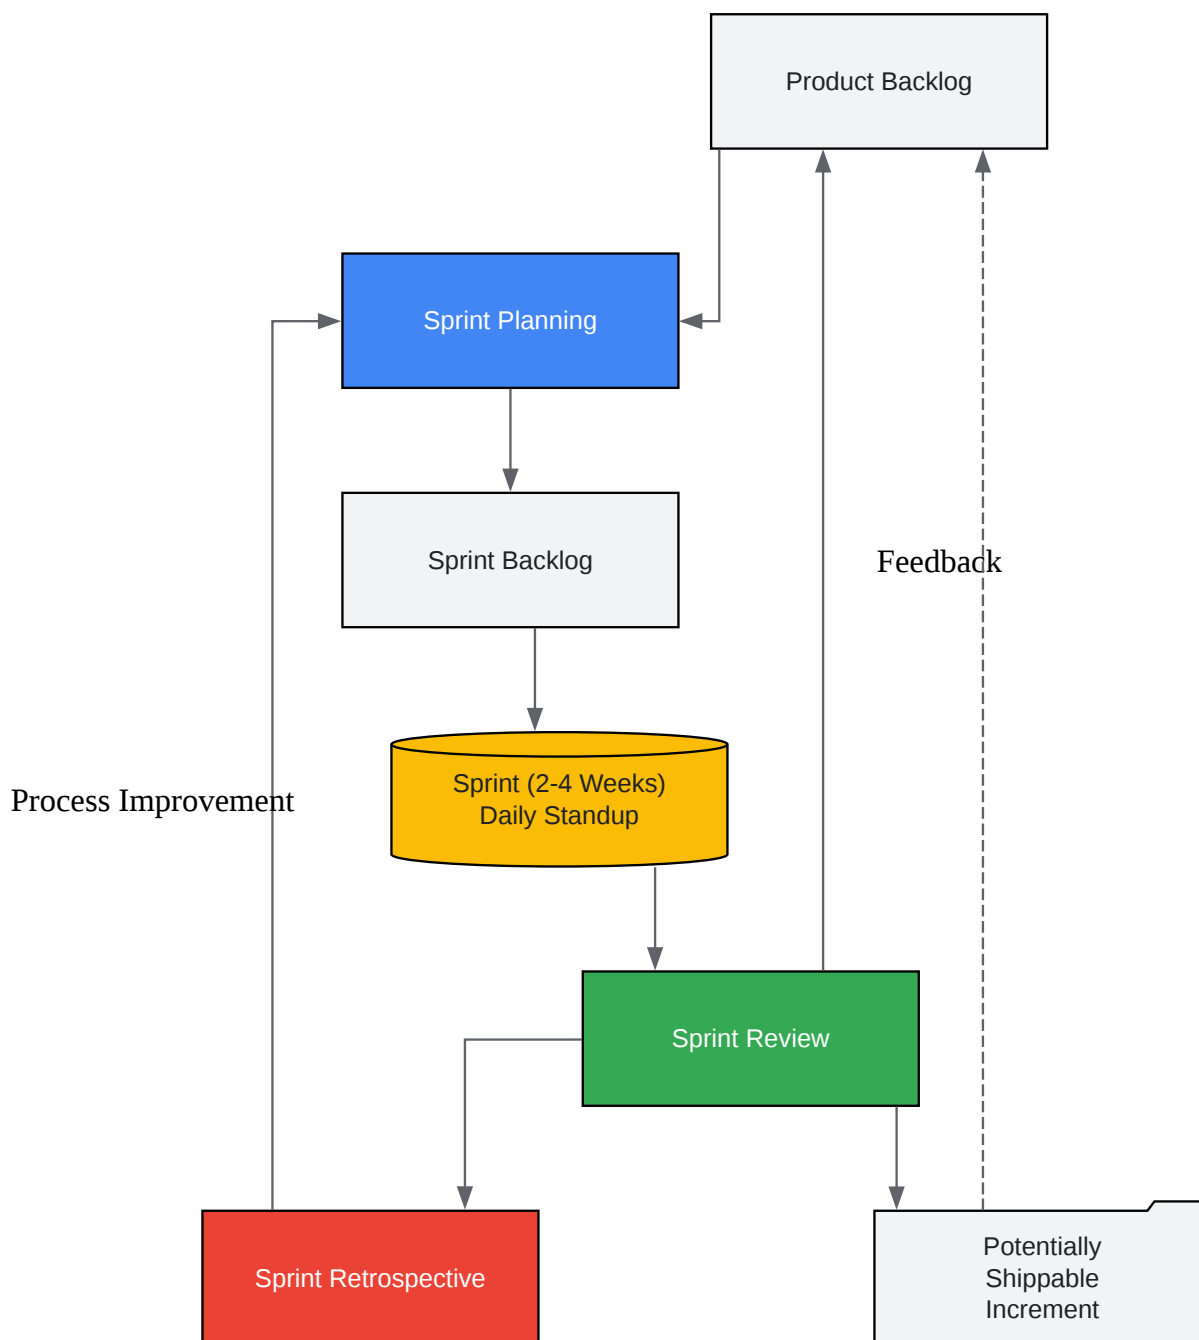 Product Backlog
Sprint Planning
Sprint Backlog
Feedback
Sprint (2-4 Weeks)
Daily Standup
Process Improvement
Sprint Review
Sprint Retrospective
Potentially
Shippable
Increment